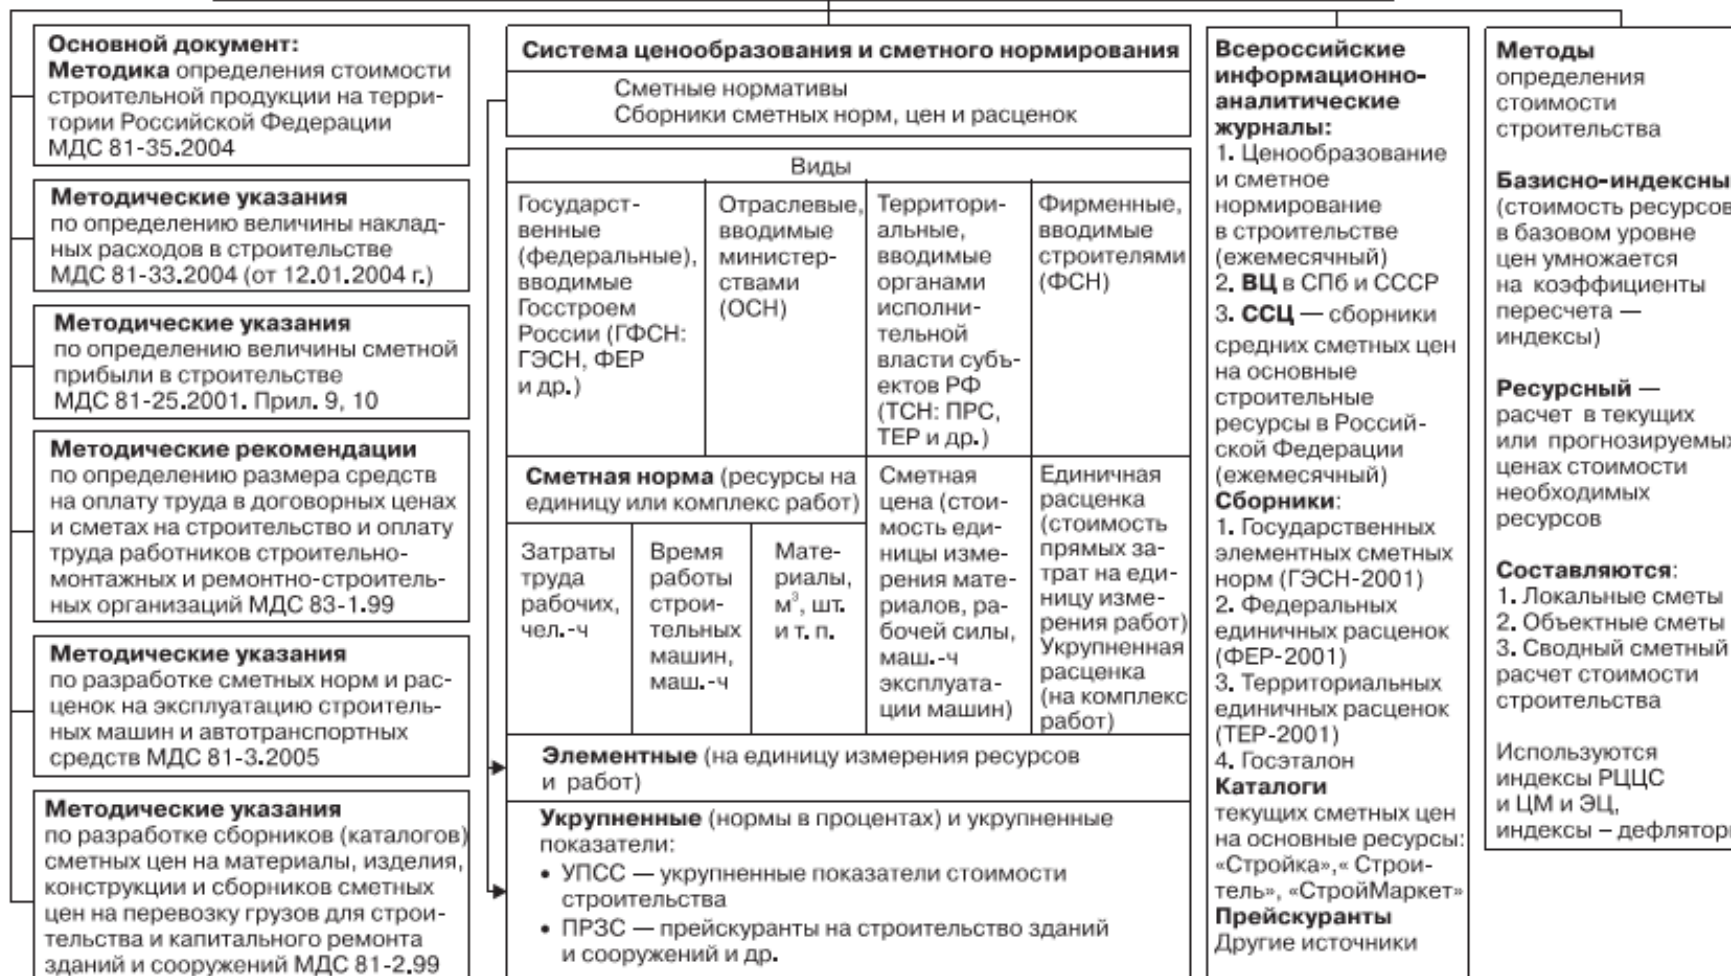 Основной документ:
Методика определения стоимости
строительной продукции на терри-
тории Российской Федерации
МДС 81-35.2004
Методические указания
по определению величины наклад-
ных расходов в строительстве
МДС 81-33.2004 (от 12.01.2004 г.)
Методические указания
по определению величины сметной
прибыли в строительстве
МДС 81-25.2001. Прил. 9, 10
Методические рекомендации
по определению размера средств
на оплату труда в договорных ценах
и сметах на строительство и оплату
труда работников строительно-
монтажных и ремонтно-строитель-
ных организаций МДС 83-1.99
Методические указания
по разработке сметных норм и рас-
ценок на эксплуатацию строитель-
ных машин и автотранспортных
средств МДС 81-3.2005
Методические указания
по разработке сборников (каталогов)
сметных цен на материалы, изделия,
конструкции и сборников сметных
цен на перевозку грузов для строи-
тельства и капитального ремонта
зданий и сооружений МДС 81-2.99
Система ценообразования и сметного нормирования
Сметные нормативы
Сборники сметных норм, цен и расценок
Виды
Государст-
венные
(федеральные),
вводимые
Госстроем
России (ГФСН:
ГЭСН, ФЕР
и др.)
Отраслевые,
вводимые
министер-
ствами
(ОСН)
Территори-
альные,
вводимые
органами
исполни-
тельной
власти субъ-
ектов РФ
(ТСН: ПРС,
ТЕР и др.)
Фирменные,
вводимые
строителями
(ФСН)
Сметная норма (ресурсы на
единицу или комплекс работ)
Затраты
труда
рабочих,
чел.-ч
Время
работы
строи-
тельных
машин,
маш.-ч
Мате-
риалы,
м³, шт.
и т. п.
Сметная
цена (стои-
мость еди-
ницы изме-
рения мате-
риалов, ра-
бочей силы,
маш.-ч
эксплуата-
ции машин)
Единичная
расценка
(стоимость
прямых за-
трат на еди-
ницу изме-
рения работ)
Укрупненная
расценка
(на комплекс
работ)
Элементные (на единицу измерения ресурсов
и работ)
Укрупненные (нормы в процентах) и укрупненные
показатели:
• УПСС — укрупненные показатели стоимости
строительства
• ПРЗС — прейскуранты на строительство зданий
и сооружений и др.
Всероссийские
информационно-
аналитические
журналы:
1. Ценообразование
и сметное
нормирование
в строительстве
(ежемесячный)
2. ВЦ в СПб и СССР
3. ССЦ — сборники
средних сметных цен
на основные
строительные
ресурсы в Россий-
ской Федерации
(ежемесячный)
Сборники:
1. Государственных
элементных сметных
норм (ГЭСН-2001)
2. Федеральных
единичных расценок
(ФЕР-2001)
3. Территориальных
единичных расценок
(ТЕР-2001)
4. Госэталон
Каталоги
текущих сметных цен
на основные ресурсы:
«Стройка»,« Строи-
тель», «СтройМаркет»
Прейскуранты
Другие источники
Методы
определения
стоимости
строительства
Базисно-индексны
(стоимость ресурсов
в базовом уровне
цен умножается
на коэффициенты
пересчета —
индексы)
Ресурсный —
расчет в текущих
или прогнозируемых
ценах стоимости
необходимых
ресурсов
Составляются:
1. Локальные сметы
2. Объектные сметы
3. Сводный сметный
расчет стоимости
строительства
Используются
индексы РЦЦС
и ЦМ и ЭЦ,
индексы – дефлятор